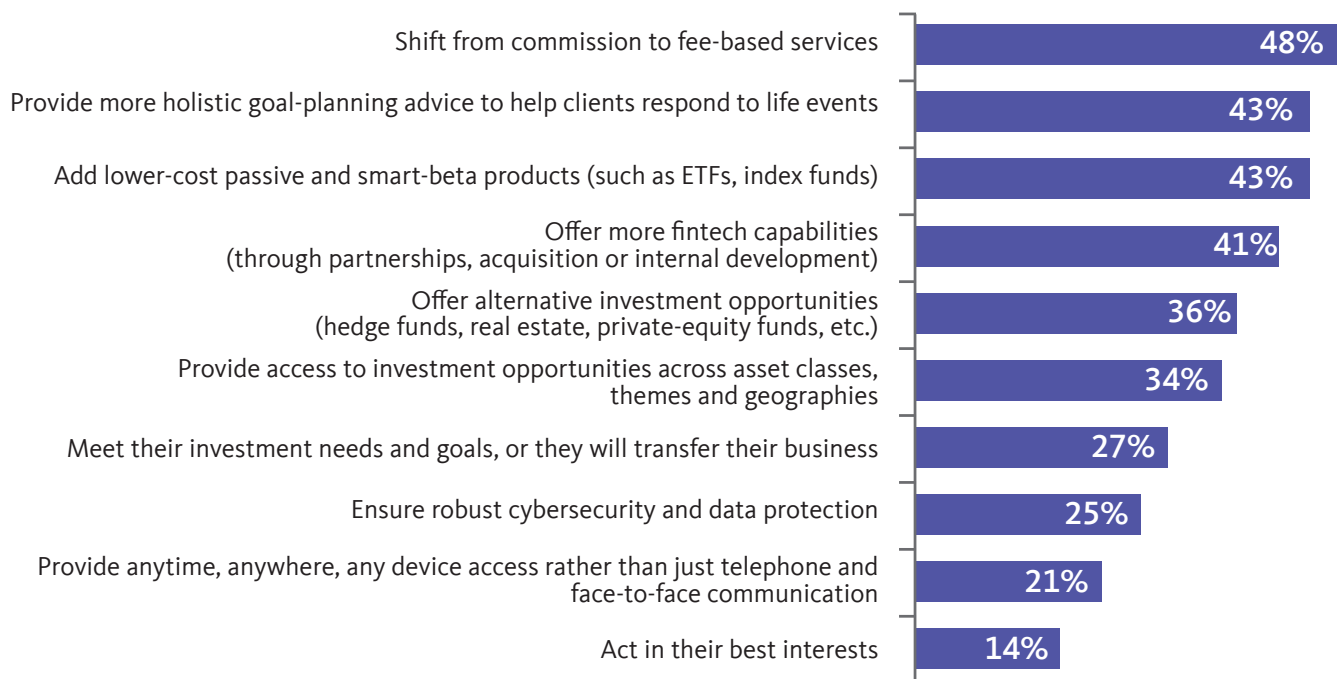 Shift from commission to fee-based services
48%
Provide more holistic goal-planning advice to help clients respond to life events
43%
Add lower-cost passive and smart-beta products (such as ETFs, index funds)
43%
Offer more fintech capabilities
(through partnerships, acquisition or internal development)
41%
Offer alternative investment opportunities
(hedge funds, real estate, private-equity funds, etc.)
36%
Provide access to investment opportunities across asset classes,
themes and geographies
34%
Meet their investment needs and goals, or they will transfer their business
27%
Ensure robust cybersecurity and data protection
25%
Provide anytime, anywhere, any device access rather than just telephone and
face-to-face communication
21%
Act in their best interests
14%